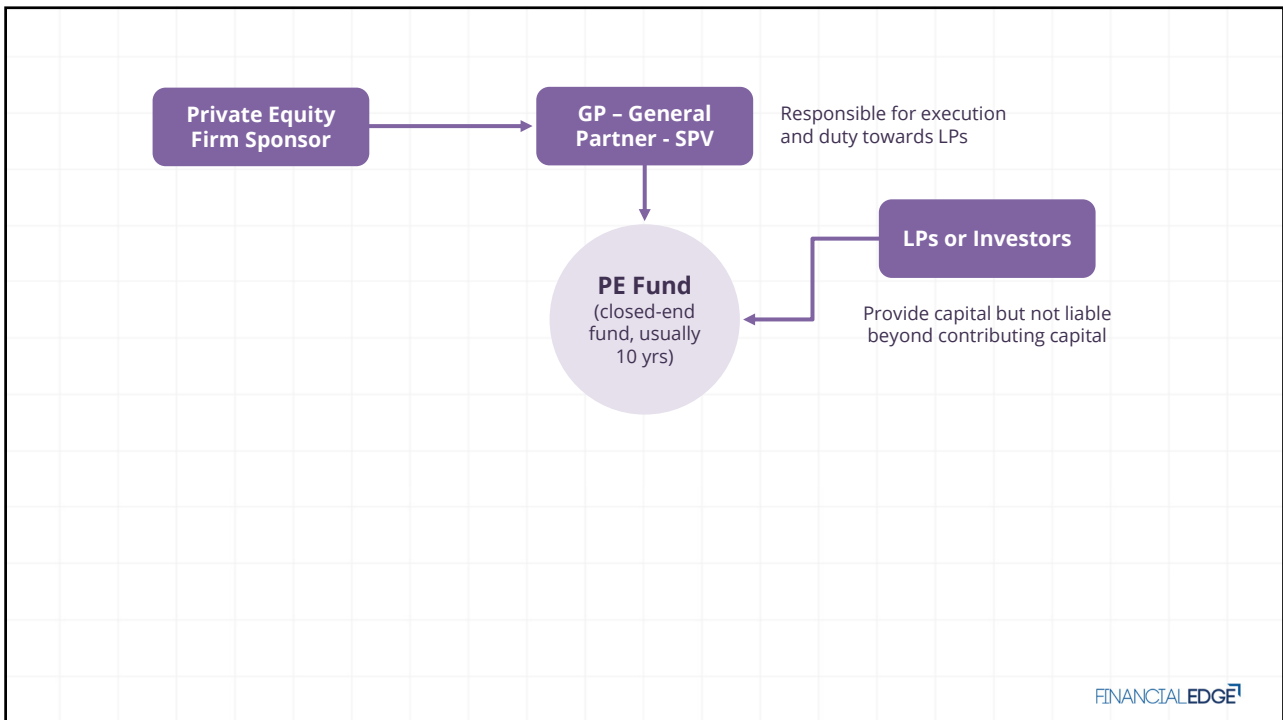 Private Equity
Firm Sponsor
GP – General
Partner - SPV
Responsible for execution
and duty towards LPs
LPs or Investors
PE Fund
(closed-end
fund, usually
10 yrs)
Provide capital but not liable
beyond contributing capital
FINANCIALEDGE